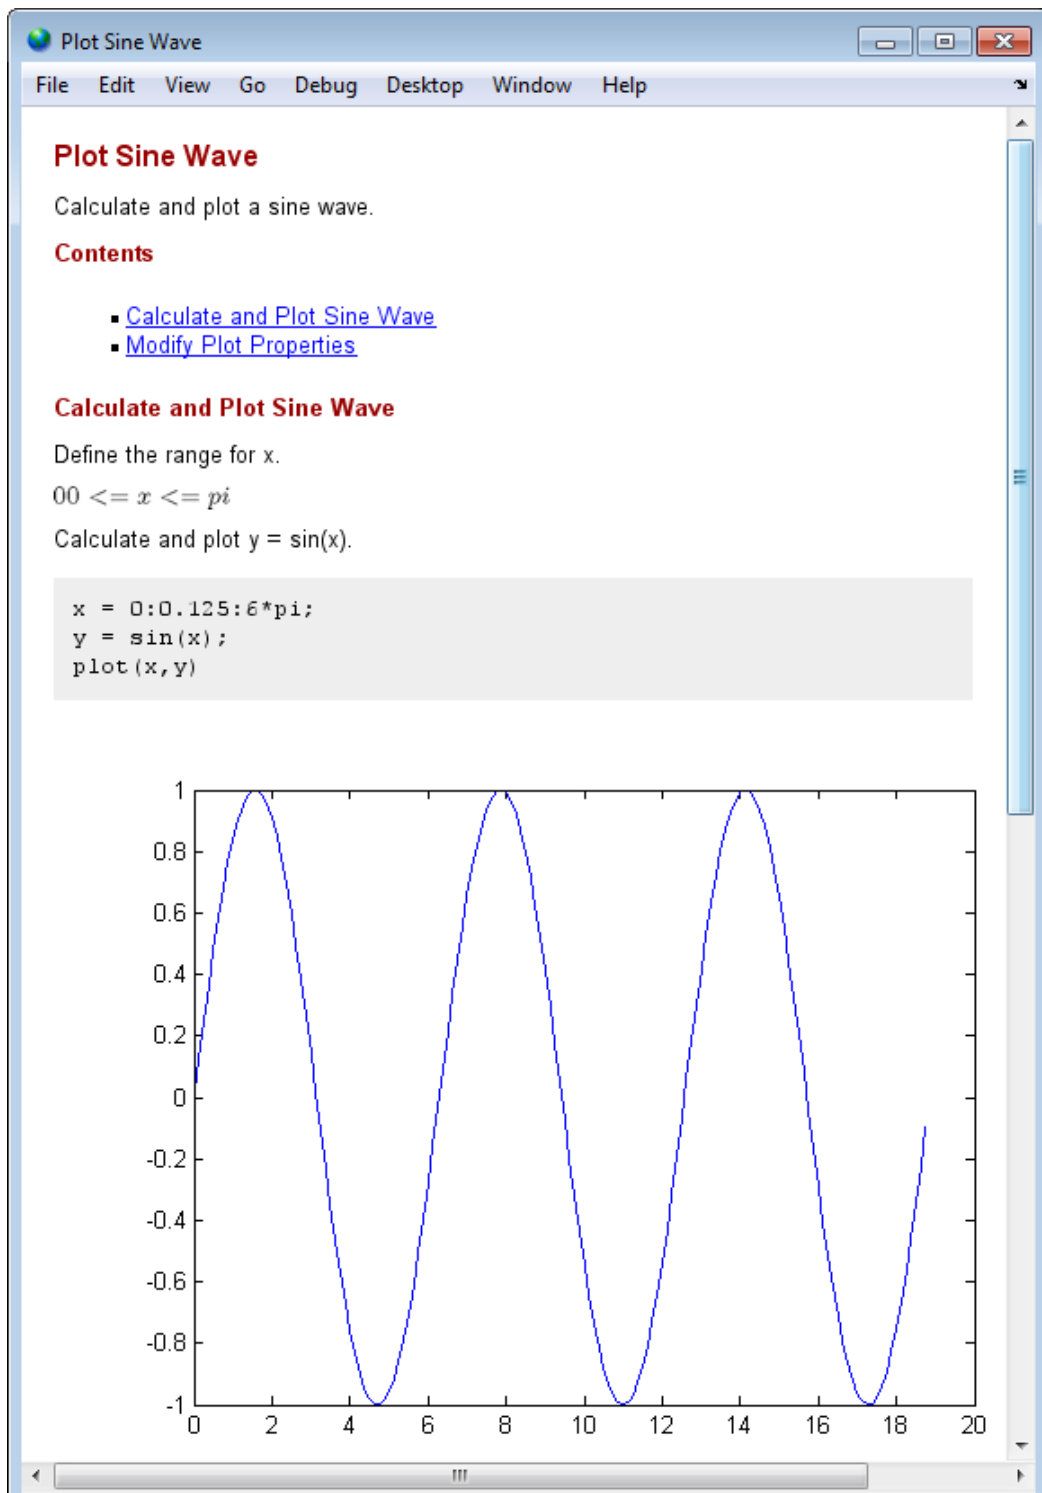 Plot Sine Wave
File Edit View Go Debug Desktop Window Help
Plot Sine Wave
Calculate and plot a sine wave.
Contents
Calculate and Plot Sine Wave
Modify Plot Properties
Calculate and Plot Sine Wave
Define the range for x.
00 <= x <= pi
Calculate and plot y = sin(x).
x = 0:0.125:6*pi;
y = sin(x);
plot(x,y)
1
0.8
0.6
0.4
0.2
0
-0.2
-0.4
-0.6
-0.8
-1
0 2 4 6 8 10 12 14 16 18 20